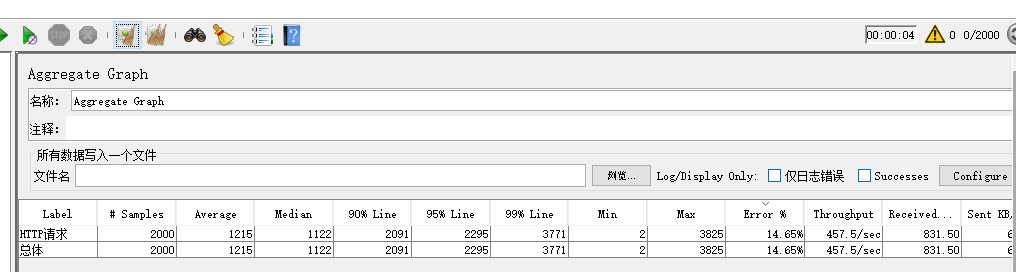 STOP
00:00:04 0 0/2000
Aggregate Graph
名称： Aggregate Graph
注释：
所有数据写入一个文件
文件名 浏览... Log/Display Only: 仅日志错误 Successes Configure
Label # Samples Average Median 90% Line 95% Line 99% Line Min Max Error % Throughput Received... Sent KB/
HTTP请求 2000 1215 1122 2091 2295 3771 2 3825 14.65% 457.5/sec 831.50 6
总体 2000 1215 1122 2091 2295 3771 2 3825 14.65% 457.5/sec 831.50 6